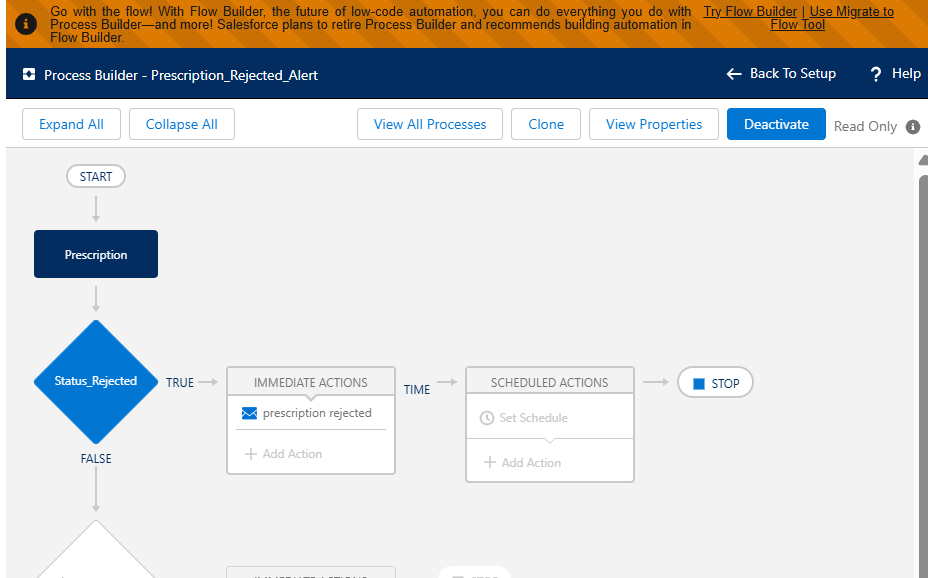 Go with the flow! With Flow Builder, the future of low-code automation, you can do everything you do with
Process Builder—and more! Salesforce plans to retire Process Builder and recommends building automation in
Flow Builder.
Try Flow Builder | Use Migrate to
Flow Tool
Process Builder - Prescription_Rejected_Alert
Back To Setup
? Help
Expand All
Collapse All
View All Processes
Clone
View Properties
Deactivate
Read Only
START
Prescription
Status_Rejected
TRUE
IMMEDIATE ACTIONS
prescription rejected
+ Add Action
TIME
SCHEDULED ACTIONS
Set Schedule
+ Add Action
STOP
FALSE